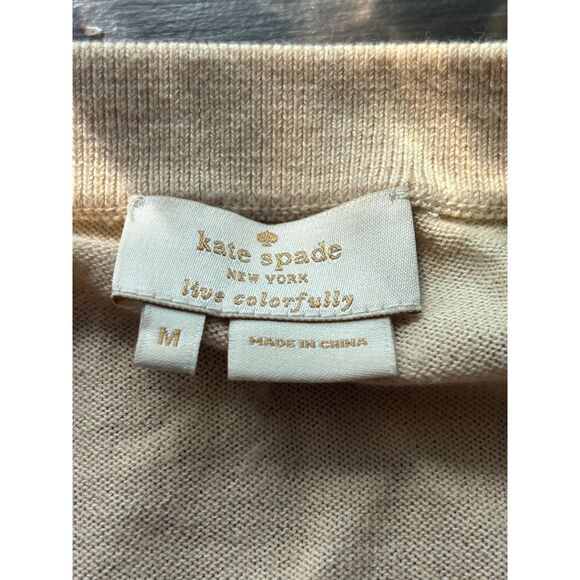 kate spade
NEW YORK
live colorfully
M
MADE IN CHINA